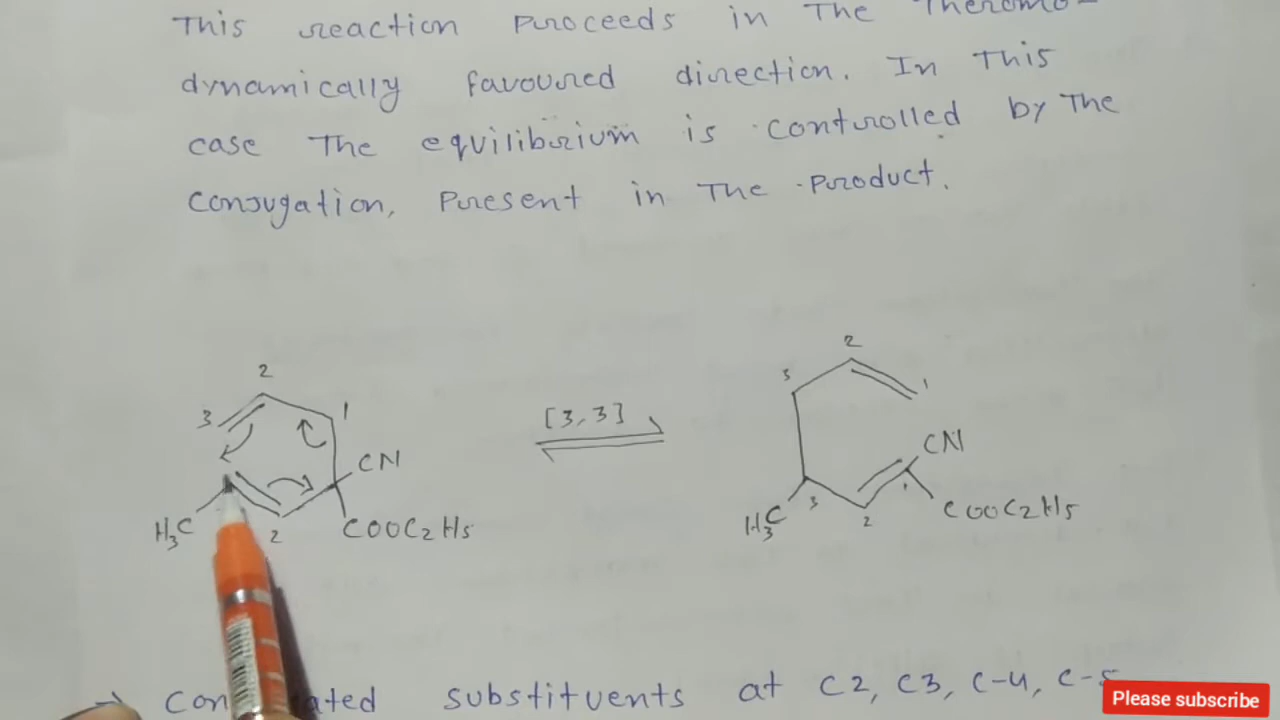 This reaction proceeds in The Thermo-
dynamically favoured direction. In This
case The equilibrium is controlled by The
conjugation, Present in The Product.
2
3
1
CN
H3C
2
COOC2H5
[3,3]
2
3
1
CN
H3C
3
2
1
COOC2H5
→ substituents at C2, C3, C-4, C-5
Please subscribe